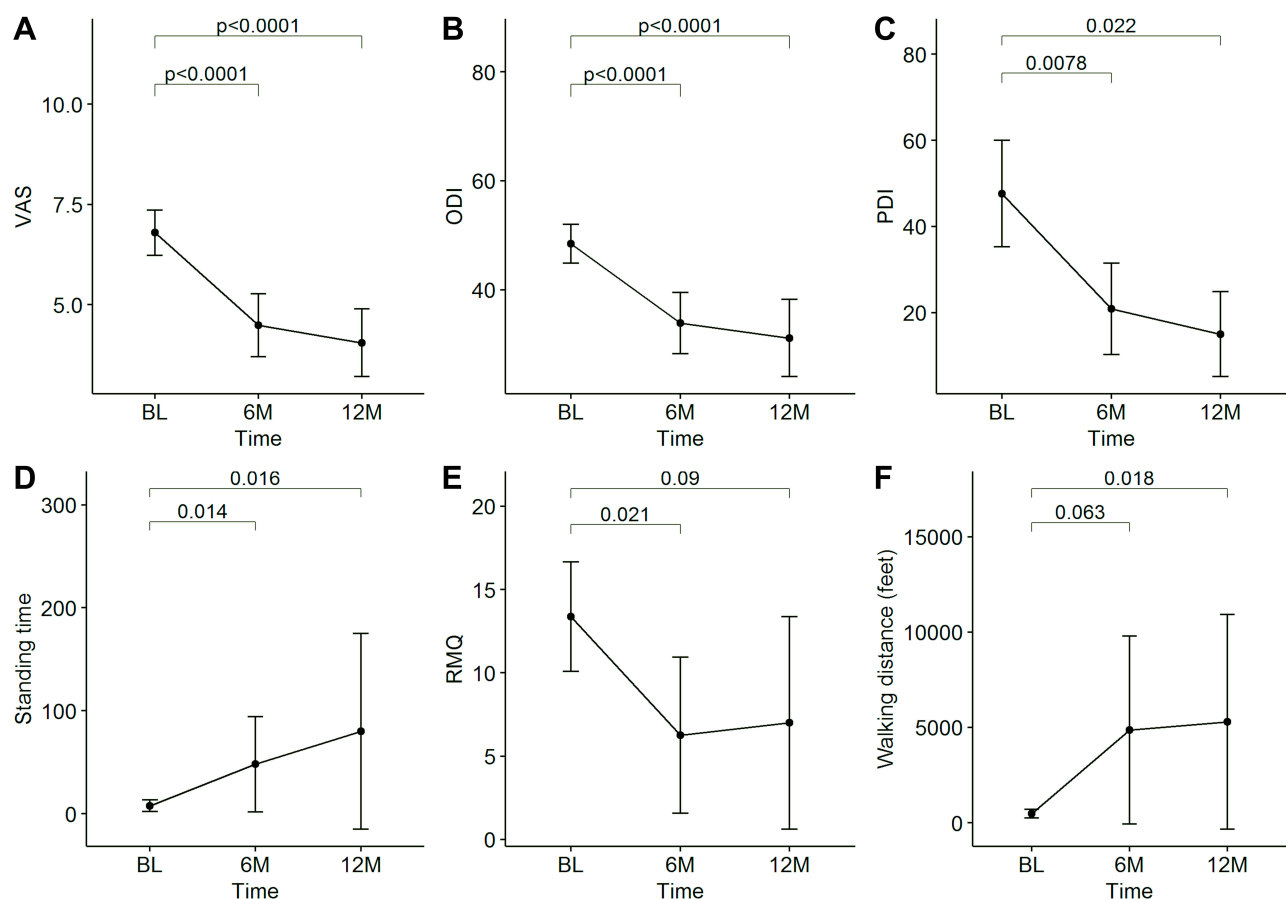 A
p<0.0001
p<0.0001
10.0
7.5
5.0
VAS
BL 6M 12M
Time
B
p<0.0001
p<0.0001
80
60
40
ODI
BL 6M 12M
Time
C
0.022
0.0078
80
60
40
20
PDI
BL 6M 12M
Time
D
0.016
0.014
300
200
100
0
Standing time
BL 6M 12M
Time
E
0.09
0.021
20
15
10
5
0
RMQ
BL 6M 12M
Time
F
0.018
0.063
15000
10000
5000
0
Walking distance (feet)
BL 6M 12M
Time